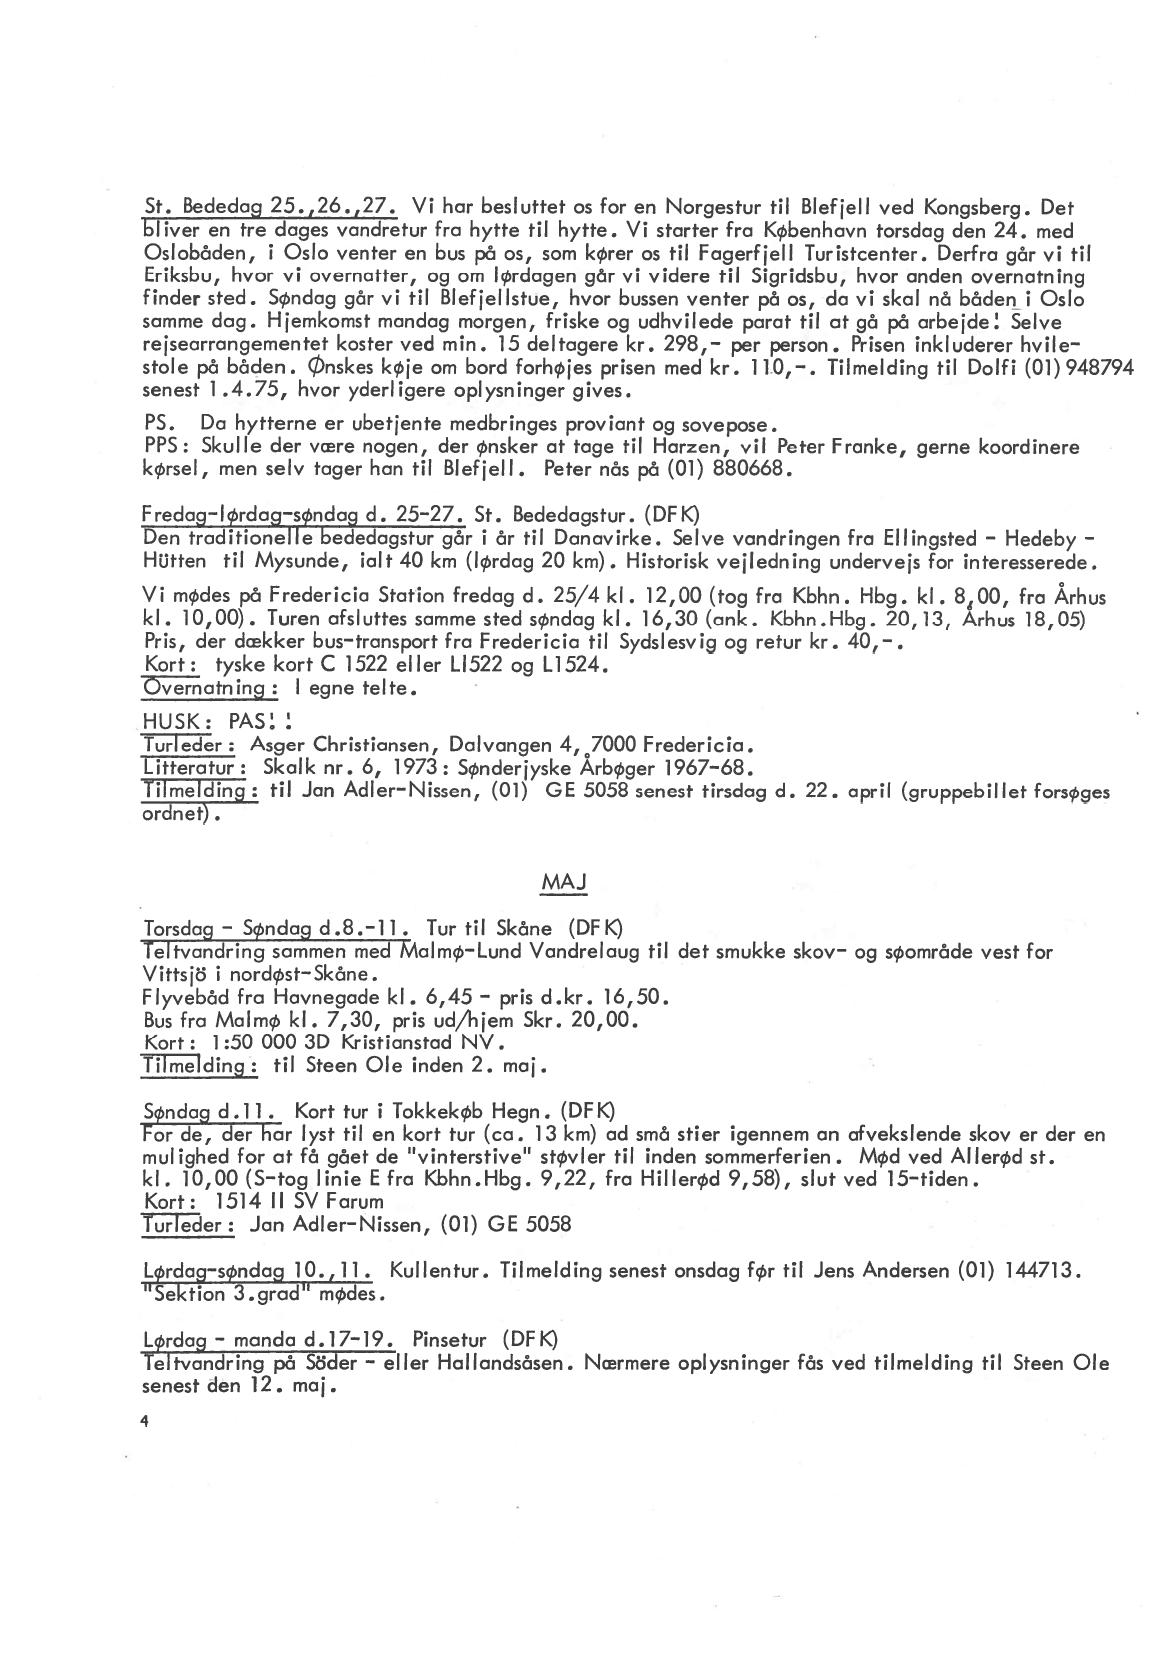 St. Bededag 25.,26.,27. Vi har besluttet os for en Norgestur til Blefjell ved Kongsberg. Det
bliver en tre dages vandretur fra hytte til hytte. Vi starter fra København torsdag den 24. med
Oslobåden, i Oslo venter en bus på os, som kører os til Fagerfjell Turistcenter. Derfra går vi til
Eriksbu, hvor vi overnatter, og om lørdagen går vi videre til Sigridsbu, hvor anden overnatning
finder sted. Søndag går vi til Blefjellstue, hvor bussen venter på os, da vi skal nå båden i Oslo
samme dag. Hjemkomst mandag morgen, friske og udhvilede parat til at gå på arbejde! Selve
rejsearrangementet koster ved min. 15 deltagere kr. 298,- per person. Prisen inkluderer hvile-
stole på båden. Ønskes køje om bord forhøjes prisen med kr. 110,-. Tilmelding til Dolfi (01) 948794
senest 1.4.75, hvor yderligere oplysninger gives.
PS. Da hytterne er ubetjente medbringes proviant og sovepose.
PPS: Skulle der være nogen, der ønsker at tage til Harzen, vil Peter Franke, gerne koordinere
kørsel, men selv tager han til Blefjell. Peter nås på (01) 880668.
Fredag-lørdag-søndag d. 25-27. St. Bededagstur. (DFK)
Den traditionelle bededagstur går i år til Danavirke. Selve vandringen fra Ellingsted - Hedeby -
Hütten til Mysunde, ialt 40 km (lørdag 20 km). Historisk vejledning undervejs for interesserede.
Vi mødes på Fredericia Station fredag d. 25/4 kl. 12,00 (tog fra Kbhn. Hbg. kl. 8,00, fra Århus
kl. 10,00). Turen afsluttes samme sted søndag kl. 16,30 (ank. Kbhn.Hbg. 20,13, Århus 18,05)
Pris, der dækker bus-transport fra Fredericia til Sydslesvig og retur kr. 40,-.
Kort: tyske kort C 1522 eller L1522 og L1524.
Overnatning: I egne telte.
HUSK: PAS!!
Turleder: Asger Christiansen, Dalvangen 4, 7000 Fredericia.
Litteratur: Skalk nr. 6, 1973: Sønderjyske Årbøger 1967-68.
Tilmelding: til Jan Adler-Nissen, (01) GE 5058 senest tirsdag d. 22. april (gruppebillet forsøges
ordnet).
MAJ
Torsdag - Søndag d.8.-11. Tur til Skåne (DFK)
Teltvandring sammen med Malmø-Lund Vandrelaug til det smukke skov- og søområde vest for
Vittsjö i nordøst-Skåne.
Flyvebåd fra Havnegade kl. 6,45 - pris d.kr. 16,50.
Bus fra Malmø kl. 7,30, pris ud/hjem Skr. 20,00.
Kort: 1:50 000 3D Kristianstad NV.
Tilmelding: til Steen Ole inden 2. maj.
Søndag d.11. Kort tur i Tokkekøb Hegn. (DFK)
For de, der har lyst til en kort tur (ca. 13 km) ad små stier igennem an afvekslende skov er der en
mulighed for at få gået de "vinterstive" støvler til inden sommerferien. Mød ved Allerød st.
kl. 10,00 (S-tog linie E fra Kbhn.Hbg. 9,22, fra Hillerød 9,58), slut ved 15-tiden.
Kort: 1514 II SV Farum
Turleder: Jan Adler-Nissen, (01) GE 5058
Lørdag-søndag 10.,11. Kullentur. Tilmelding senest onsdag før til Jens Andersen (01) 144713.
"Sektion 3.grad" mødes.
Lørdag - manda d.17-19. Pinsetur (DFK)
Teltvandring på Söder - eller Hallandsåsen. Nærmere oplysninger fås ved tilmelding til Steen Ole
senest den 12. maj.
4